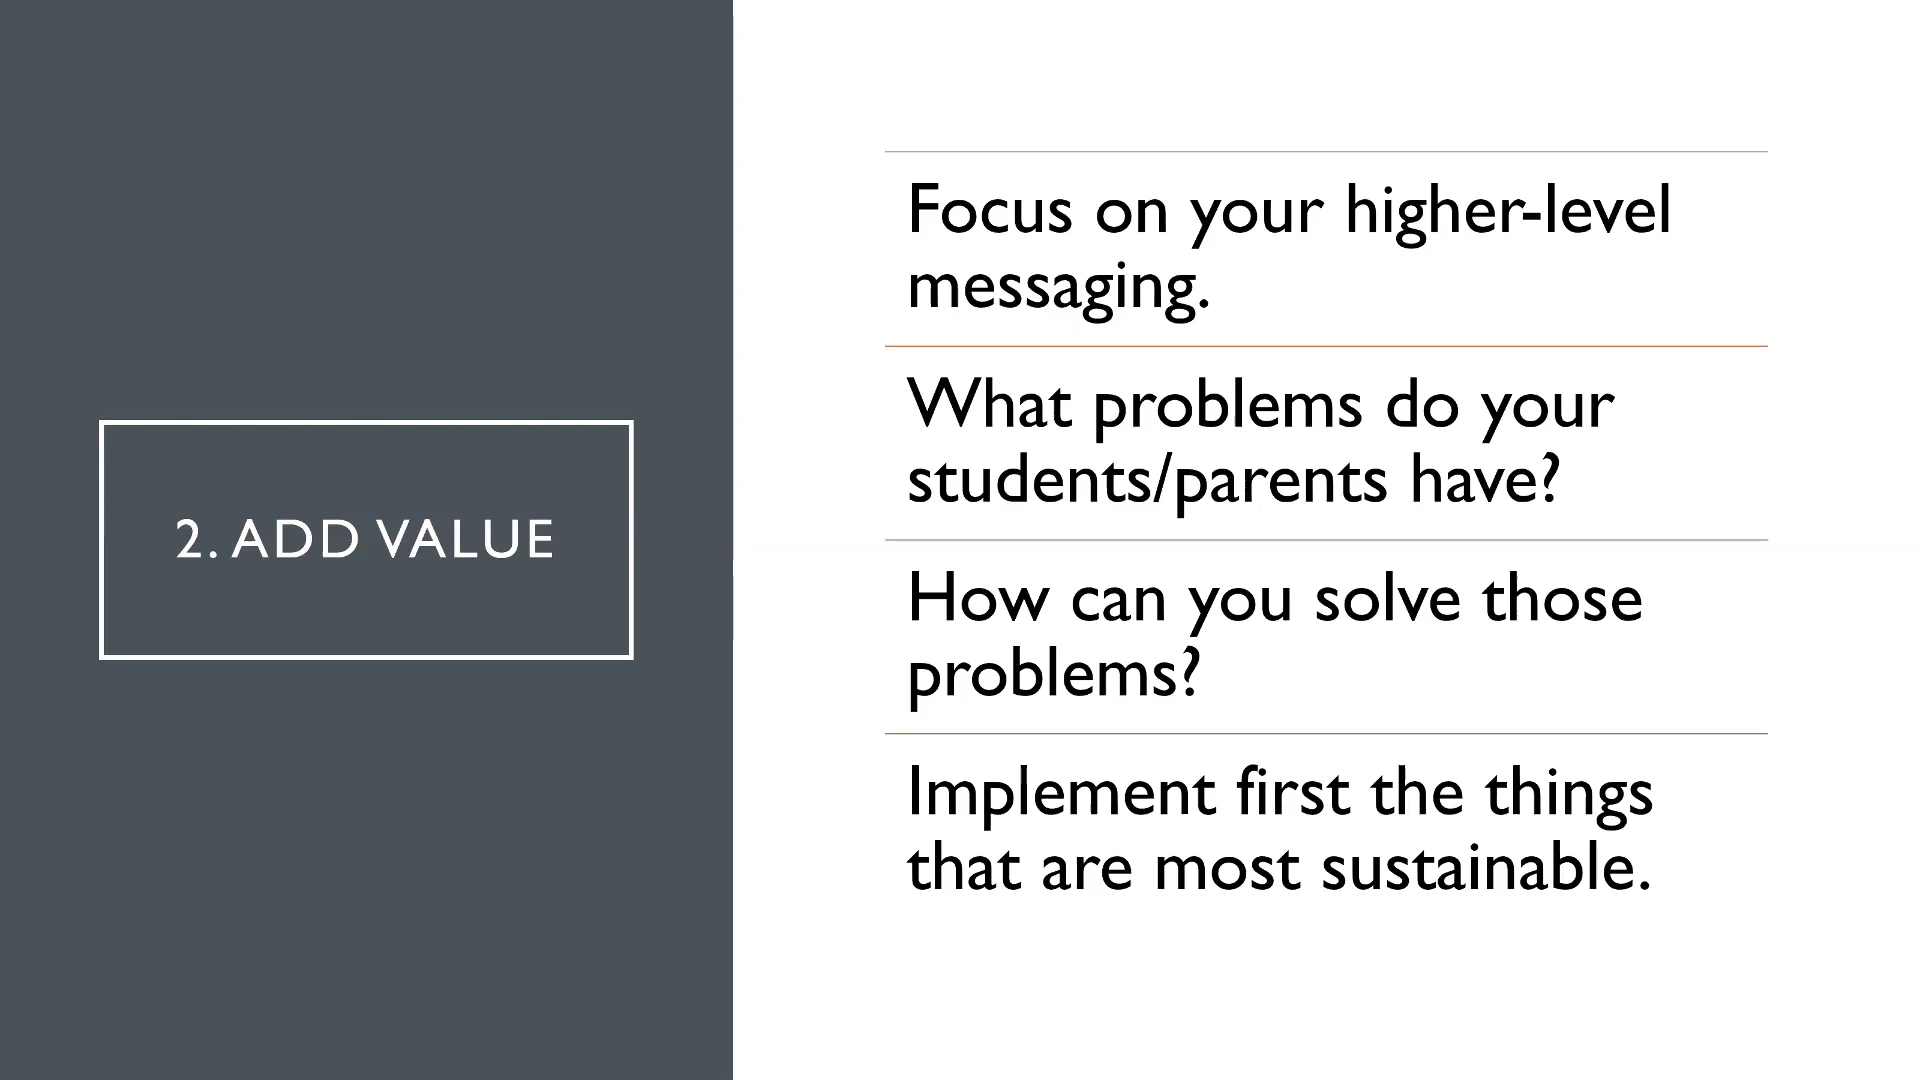 2. ADD VALUE
Focus on your higher-level
messaging.
What problems do your
students/parents have?
How can you solve those
problems?
Implement first the things
that are most sustainable.